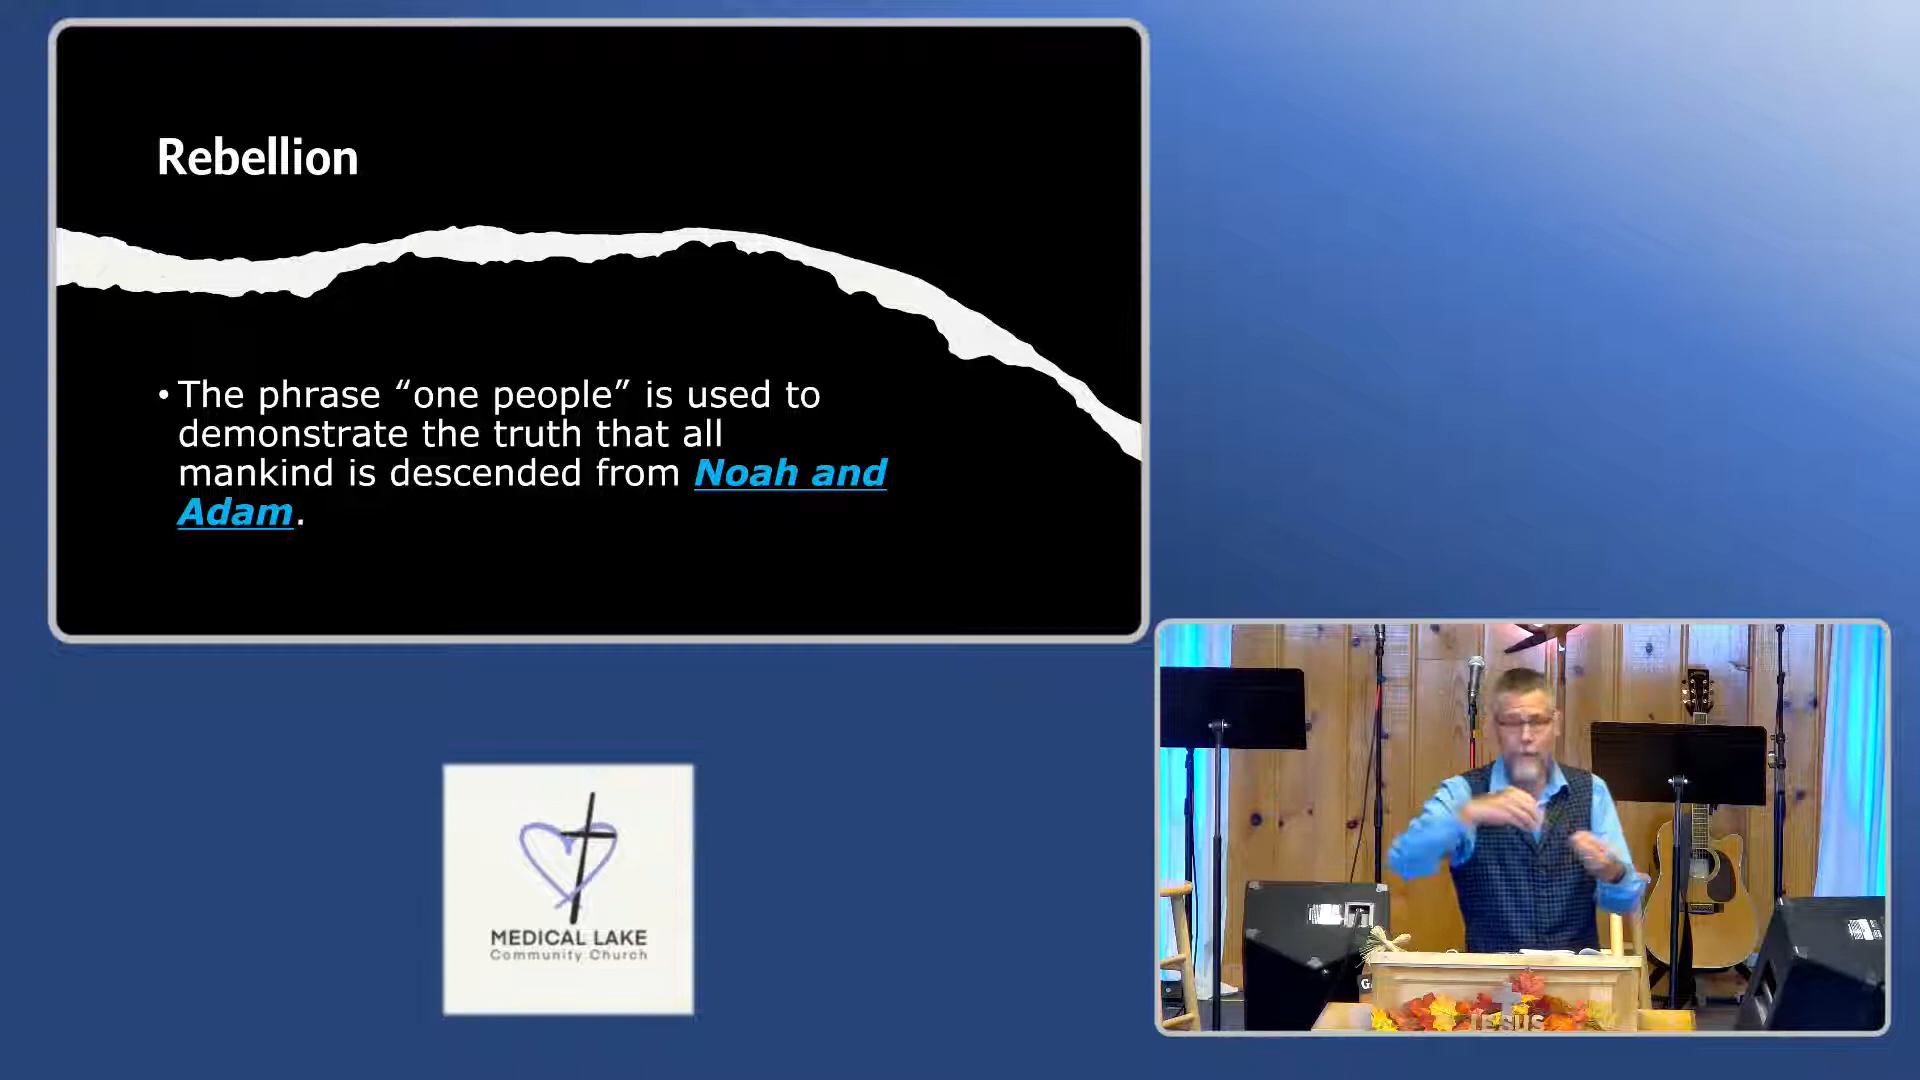 Rebellion
• The phrase “one people” is used to
demonstrate the truth that all
mankind is descended from Noah and
Adam.
MEDICAL LAKE
Community Church
JESUS